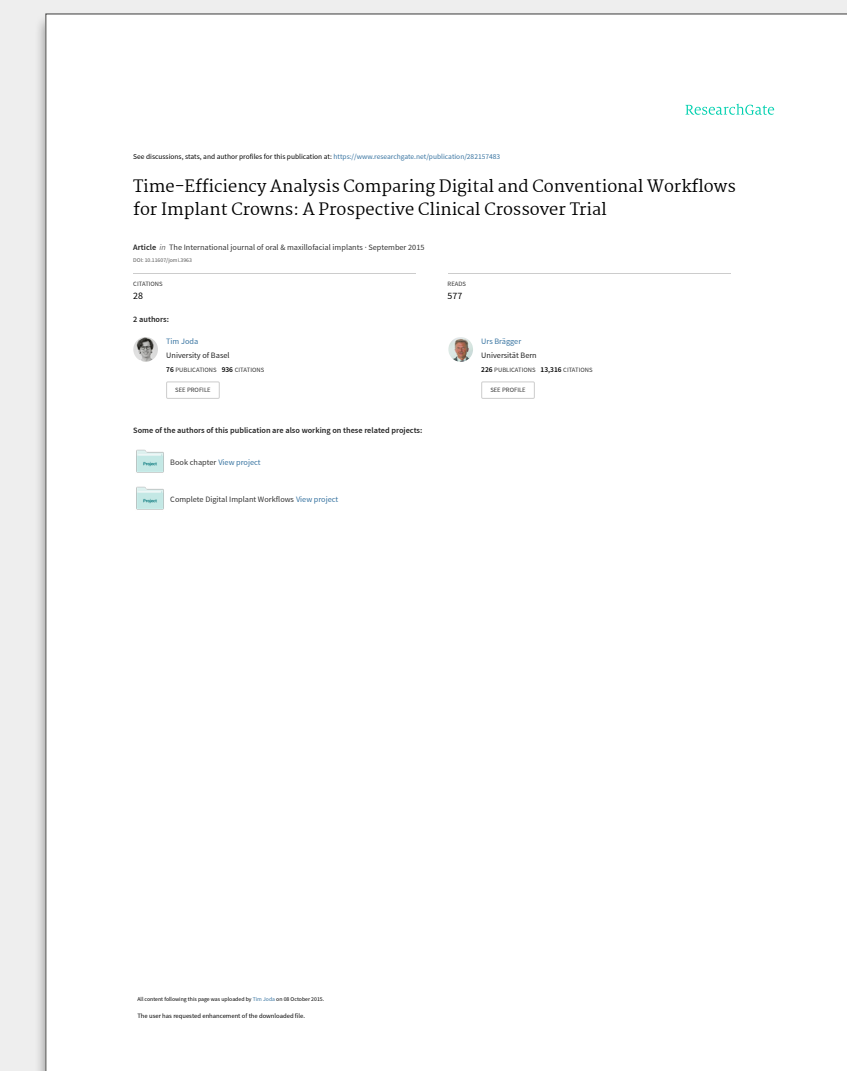 ResearchGate
See discussions, stats, and author profiles for this publication at: https://www.researchgate.net/publication/282157483
Time-Efficiency Analysis Comparing Digital and Conventional Workflows
for Implant Crowns: A Prospective Clinical Crossover Trial
Article in The International journal of oral & maxillofacial implants · September 2015
DOI: 10.11607/jomi.3963
CITATIONS
28
READS
577
2 authors:
Tim Joda
University of Basel
76 PUBLICATIONS 936 CITATIONS
SEE PROFILE
Urs Brägger
Universität Bern
226 PUBLICATIONS 13,316 CITATIONS
SEE PROFILE
Some of the authors of this publication are also working on these related projects:
Project
Book chapter View project
Project
Complete Digital Implant Workflows View project
All content following this page was uploaded by Tim Joda on 08 October 2015.
The user has requested enhancement of the downloaded file.